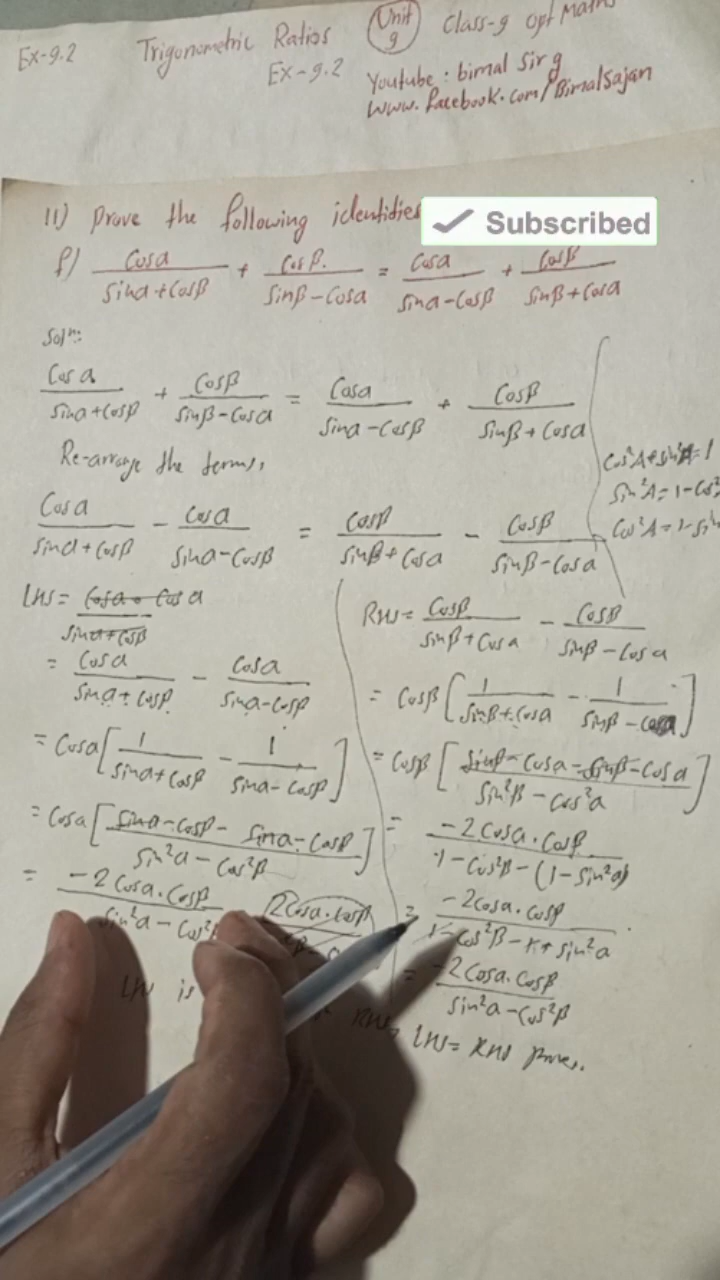 Ex-9.2 Trigonometric Ratios Unit 9 Class-9 opt Maths
Ex-9.2 Youtube: bimal sir g
www.facebook.com/Bimalsajan
11) Prove the following identities
✓ Subscribed
f) Cosα/(Sinα+Cosβ) + Cosβ/(Sinβ-Cosα) = Cosα/(Sinα-Cosβ) + Cosβ/(Sinβ+Cosα)
Solⁿ:
Cosα/(Sinα+Cosβ) + Cosβ/(Sinβ-Cosα) = Cosα/(Sinα-Cosβ) + Cosβ/(Sinβ+Cosα)
Re-arrange the terms,
Cos²A+Sin²A=1
Sin²A=1-Cos²
Cos²A=1-Sin
Cosα/(Sinα+Cosβ) - Cosα/(Sinα-Cosβ) = Cosβ/(Sinβ+Cosα) - Cosβ/(Sinβ-Cosα)
LHS =
= Cosα/(Sinα+Cosβ) - Cosα/(Sinα-Cosβ)
= Cosα[1/(Sinα+Cosβ) - 1/(Sinα-Cosβ)]
= Cosα[(Sinα-Cosβ-Sinα-Cosβ)/(Sin²α-Cos²β)]
= -2Cosα.Cosβ/(Sin²α-Cos²β)
RHS = Cosβ/(Sinβ+Cosα) - Cosβ/(Sinβ-Cosα)
= Cosβ[1/(Sinβ+Cosα) - 1/(Sinβ-Cosα)]
= Cosβ[(Sinβ-Cosα-Sinβ-Cosα)/(Sin²β-Cos²α)]
= -2Cosα.Cosβ/(1-Cos²β-(1-Sin²α))
= -2Cosα.Cosβ/(1-Cos²β-1+Sin²α)
= -2Cosα.Cosβ/(Sin²α-Cos²β)
LHS is RHS, LHS=RHS